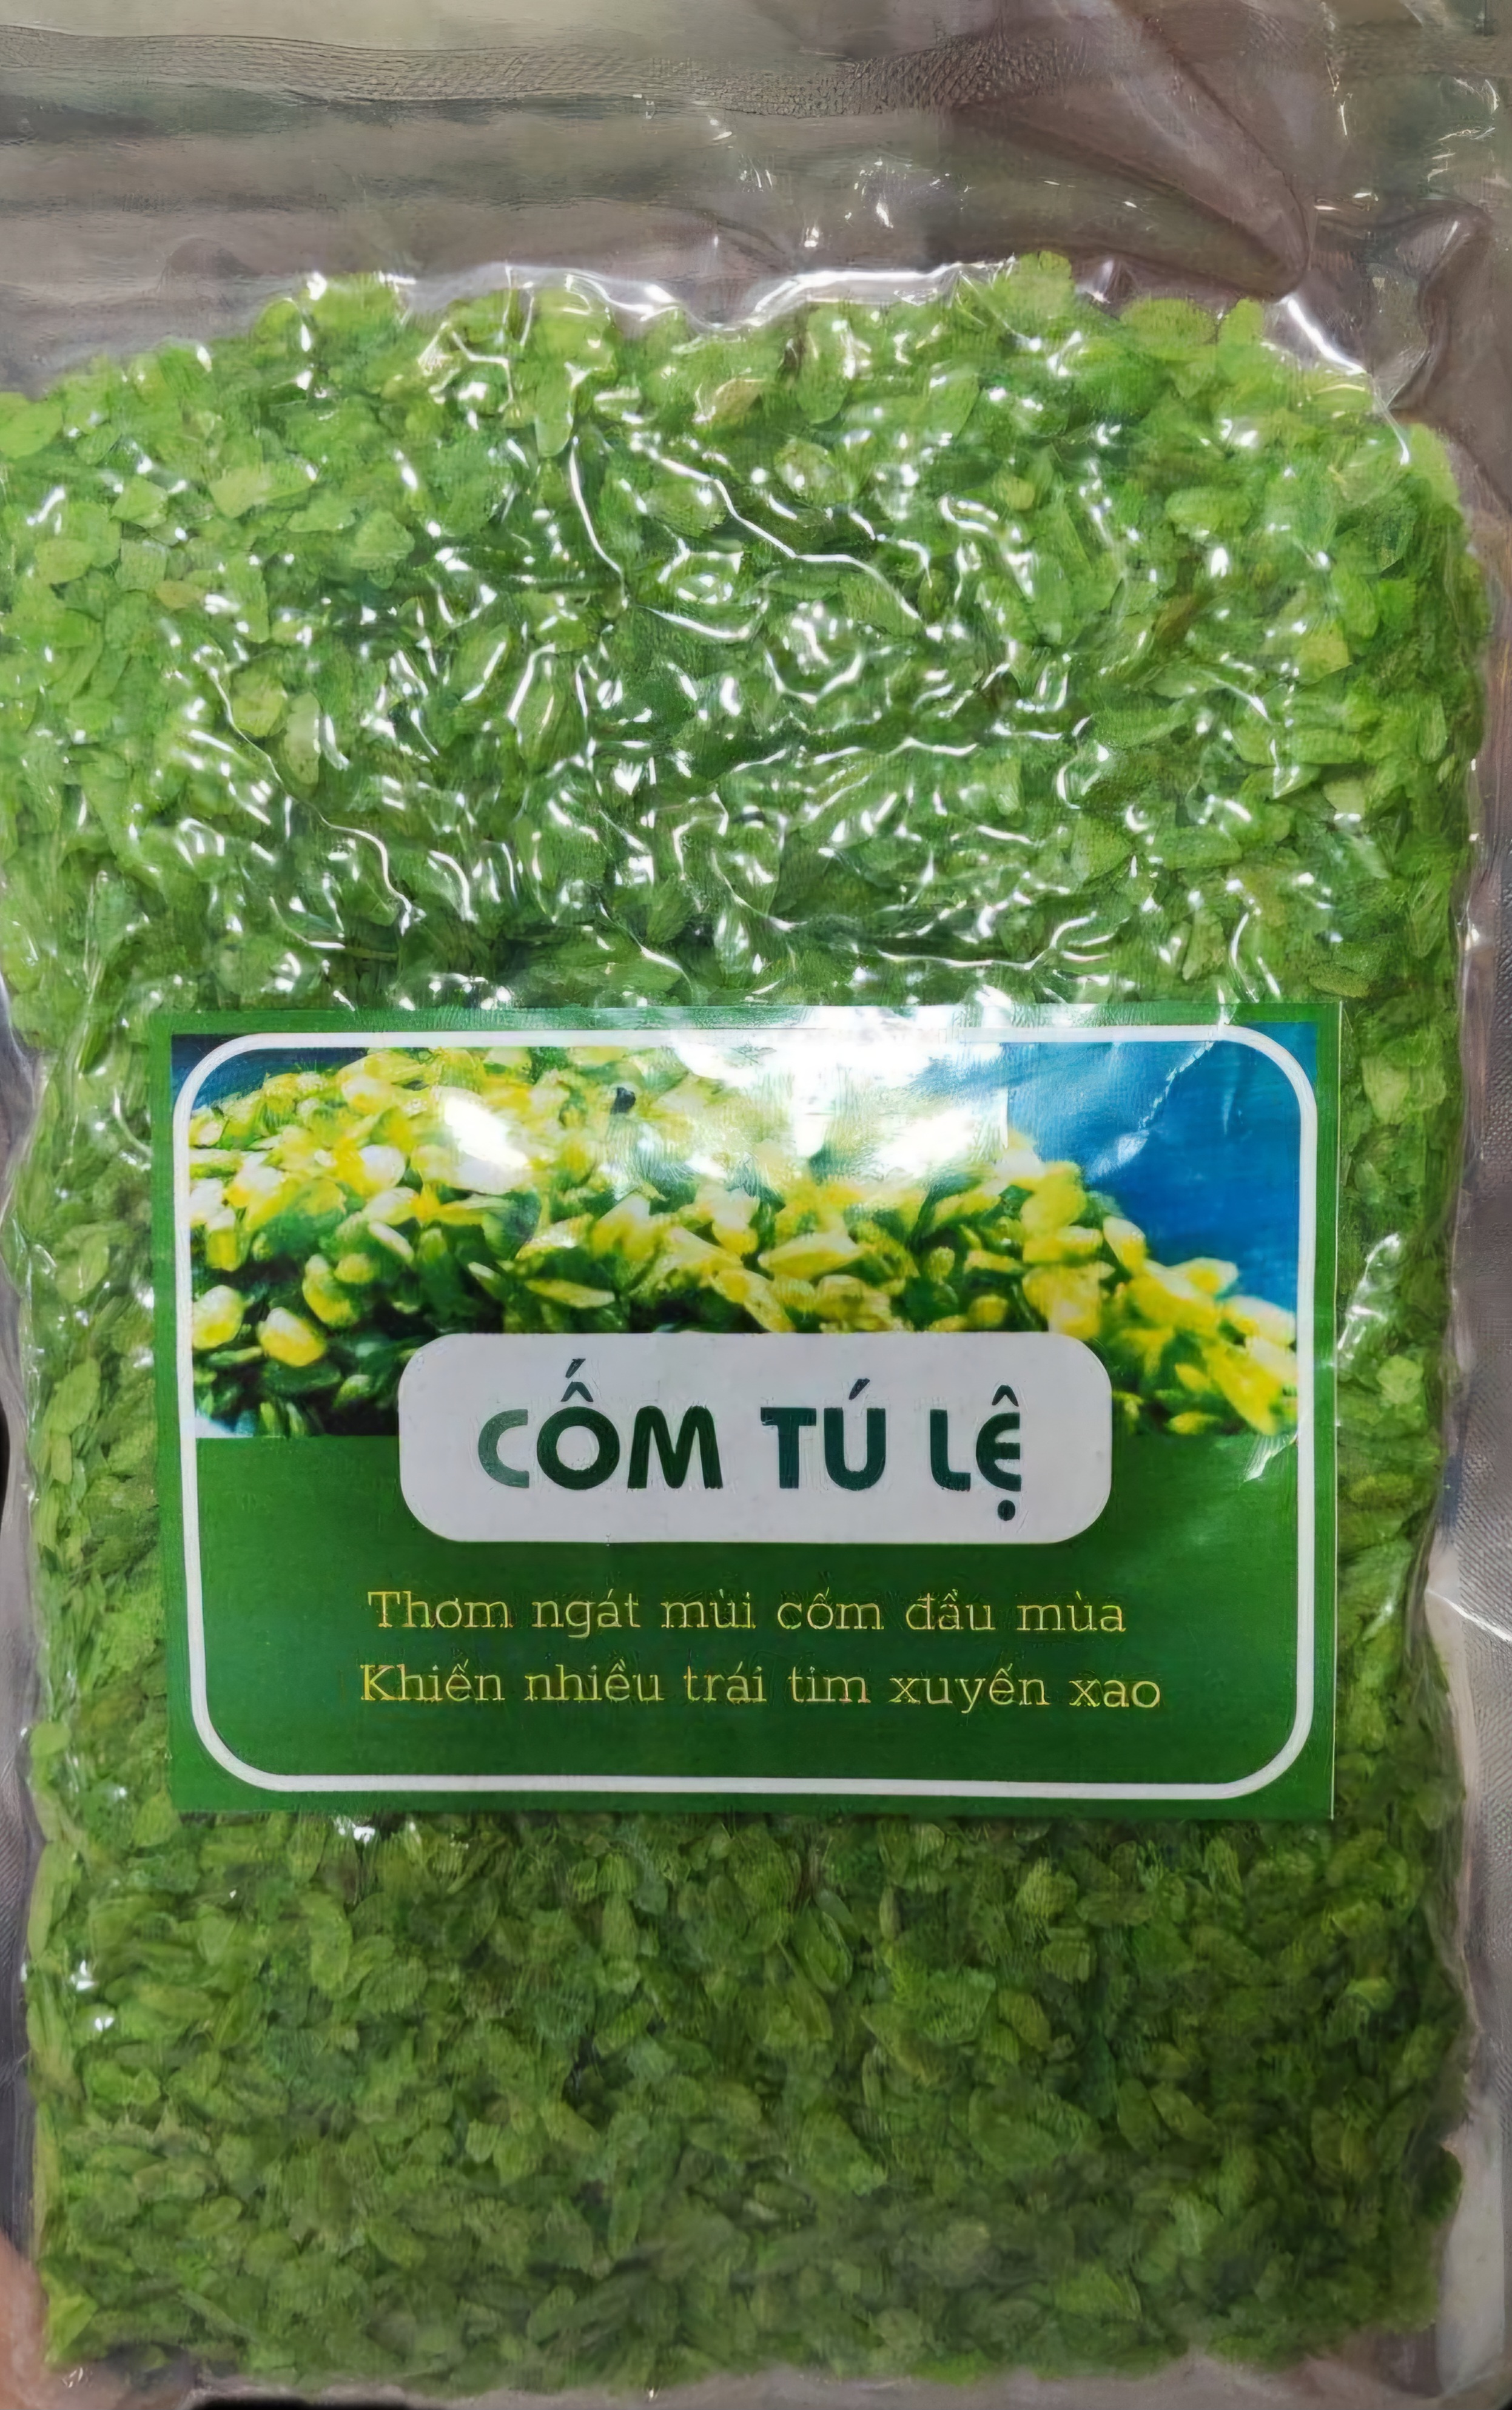 CỐM TÚ LỆ
Thơm ngát mùi cốm đầu mùa
Khiến nhiều trái tim xuyến xao